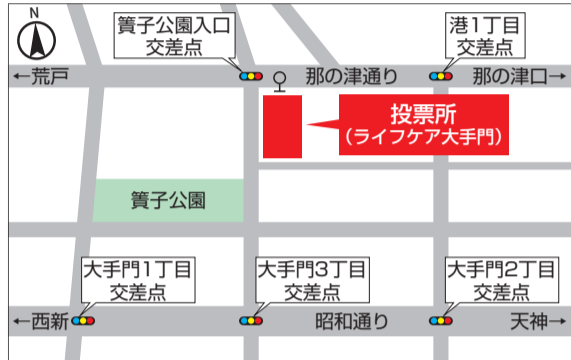 N
簀子公園入口
交差点
港1丁目
交差点
←荒戸
那の津通り
那の津口→
投票所
(ライフケア大手門)
簀子公園
大手門1丁目
交差点
大手門3丁目
交差点
大手門2丁目
交差点
←西新
昭和通り
天神→